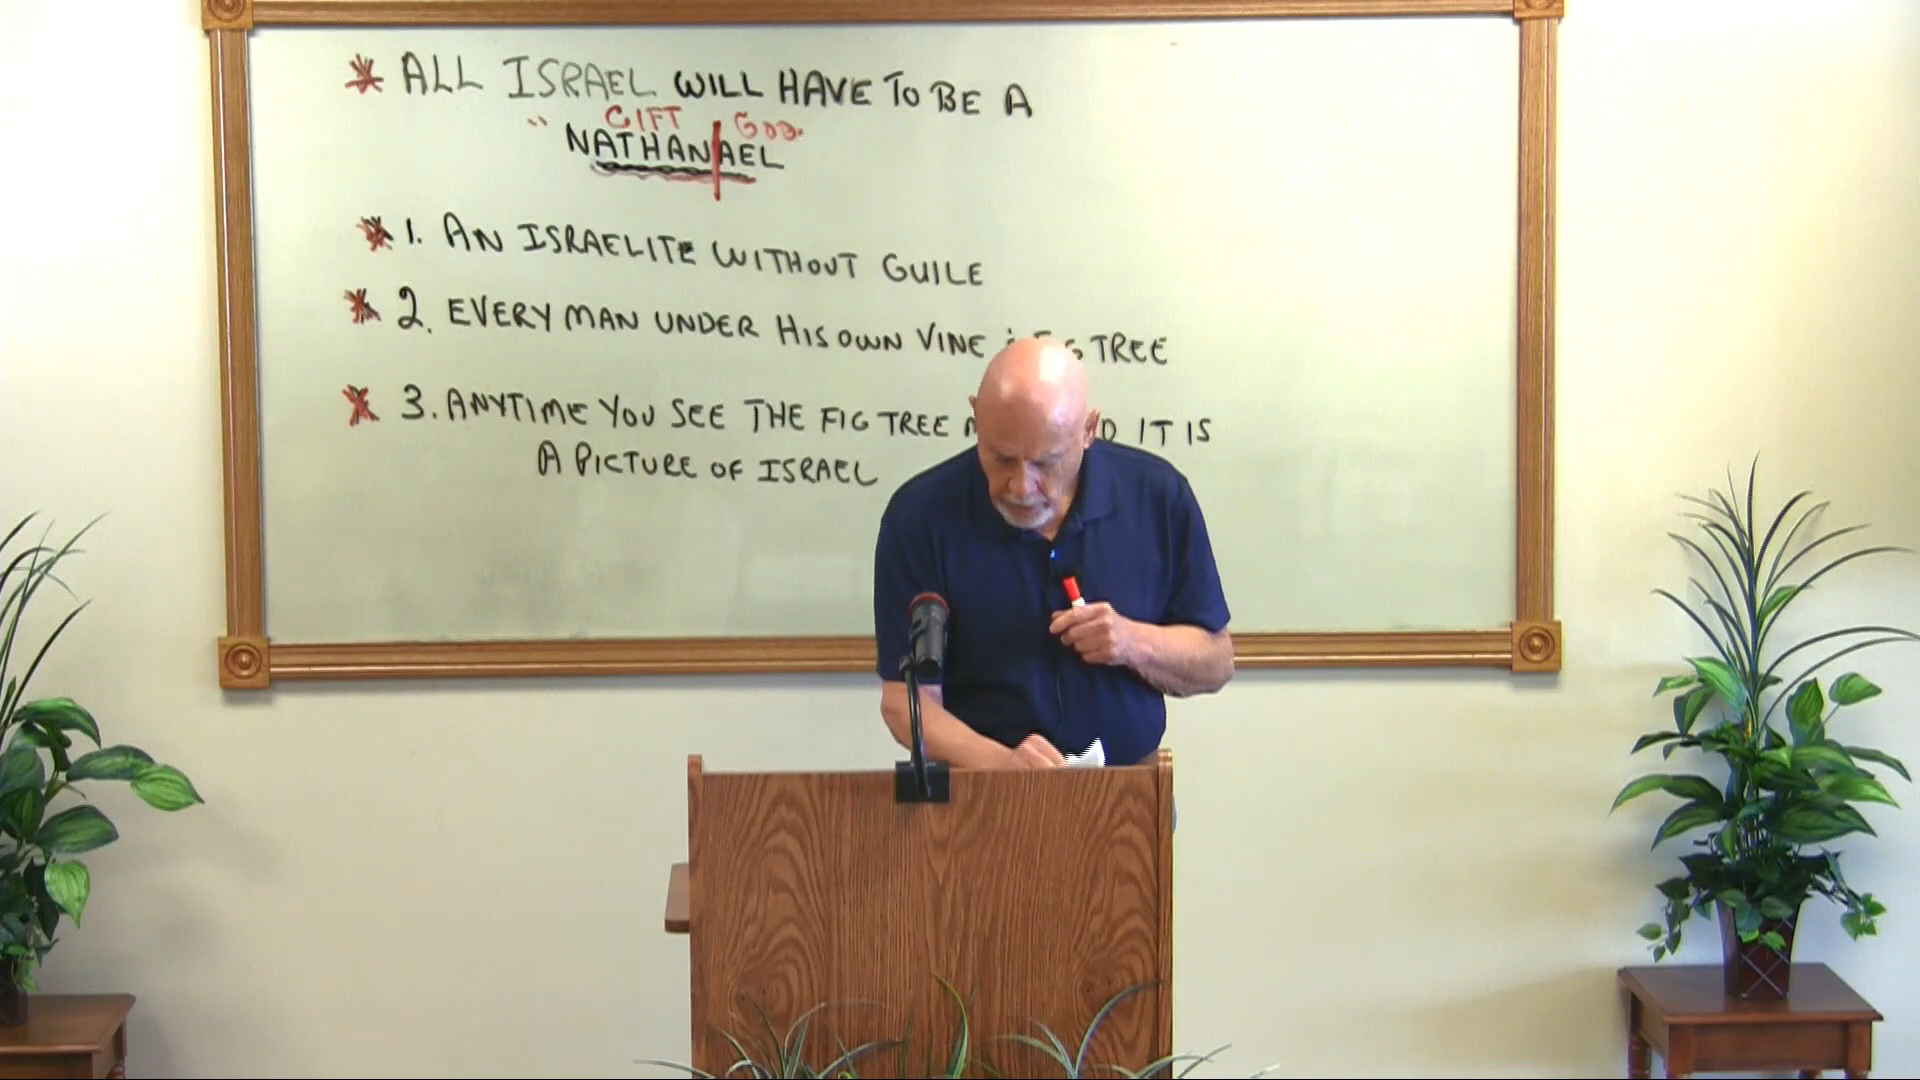 * ALL ISRAEL WILL HAVE TO BE A
GIFT GOD
" NATHANAEL
* 1. AN ISRAELITE WITHOUT GUILE
* 2. EVERY MAN UNDER HIS OWN VINE TREE
* 3. ANYTIME YOU SEE THE FIG TREE IT IS
A PICTURE OF ISRAEL